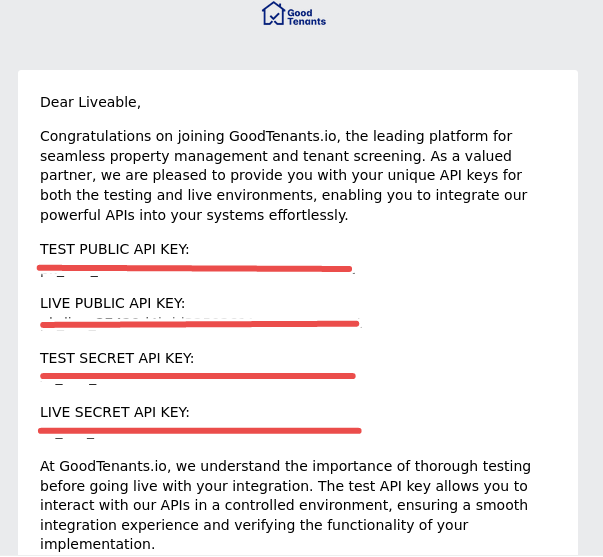 Good
Tenants
Dear Liveable,
Congratulations on joining GoodTenants.io, the leading platform for
seamless property management and tenant screening. As a valued
partner, we are pleased to provide you with your unique API keys for
both the testing and live environments, enabling you to integrate our
powerful APIs into your systems effortlessly.
TEST PUBLIC API KEY:
LIVE PUBLIC API KEY:
TEST SECRET API KEY:
LIVE SECRET API KEY:
At GoodTenants.io, we understand the importance of thorough testing
before going live with your integration. The test API key allows you to
interact with our APIs in a controlled environment, ensuring a smooth
integration experience and verifying the functionality of your
implementation.